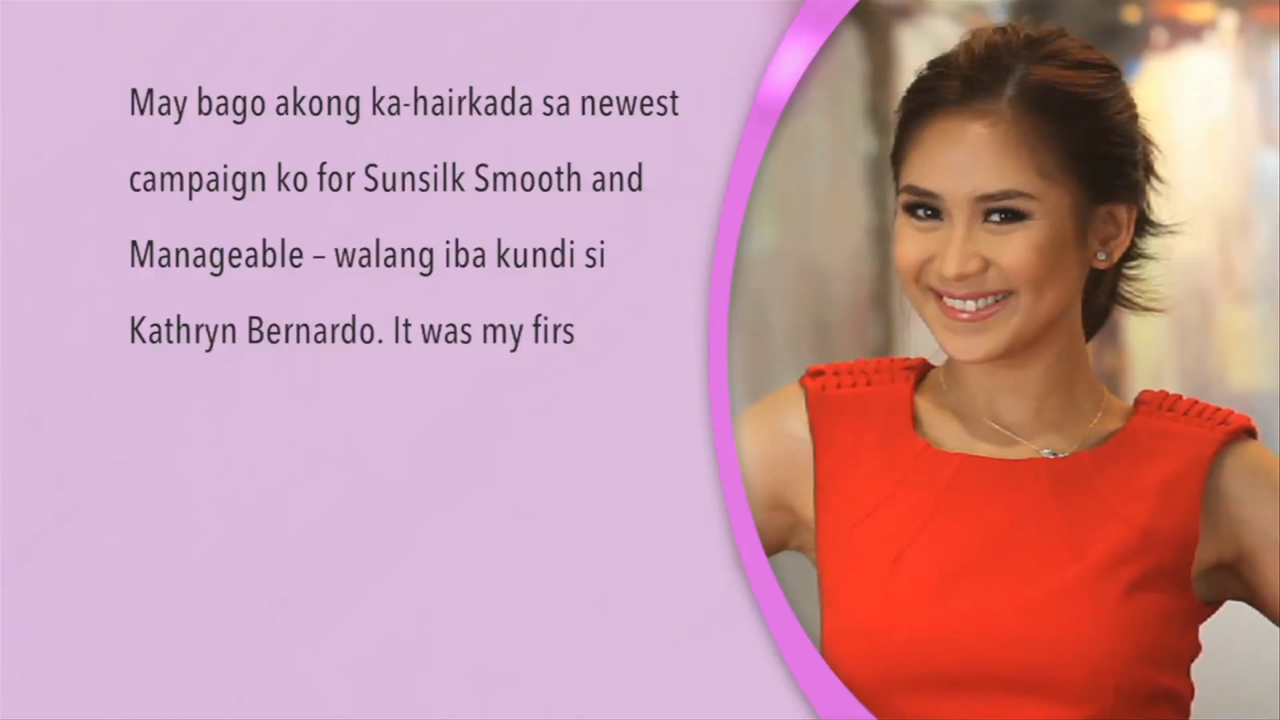 May bago akong ka-hairkada sa newest
campaign ko for Sunsilk Smooth and
Manageable – walang iba kundi si
Kathryn Bernardo. It was my firs